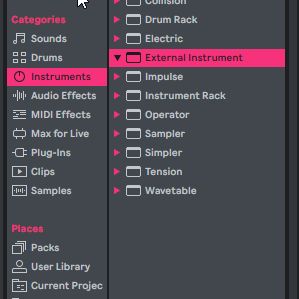 Collision
Categories
Sounds
Drums
Instruments
Audio Effects
MIDI Effects
Max for Live
Plug-Ins
Clips
Samples
Places
Packs
User Library
Current Projec
Drum Rack
Electric
External Instrument
Impulse
Instrument Rack
Operator
Sampler
Simpler
Tension
Wavetable